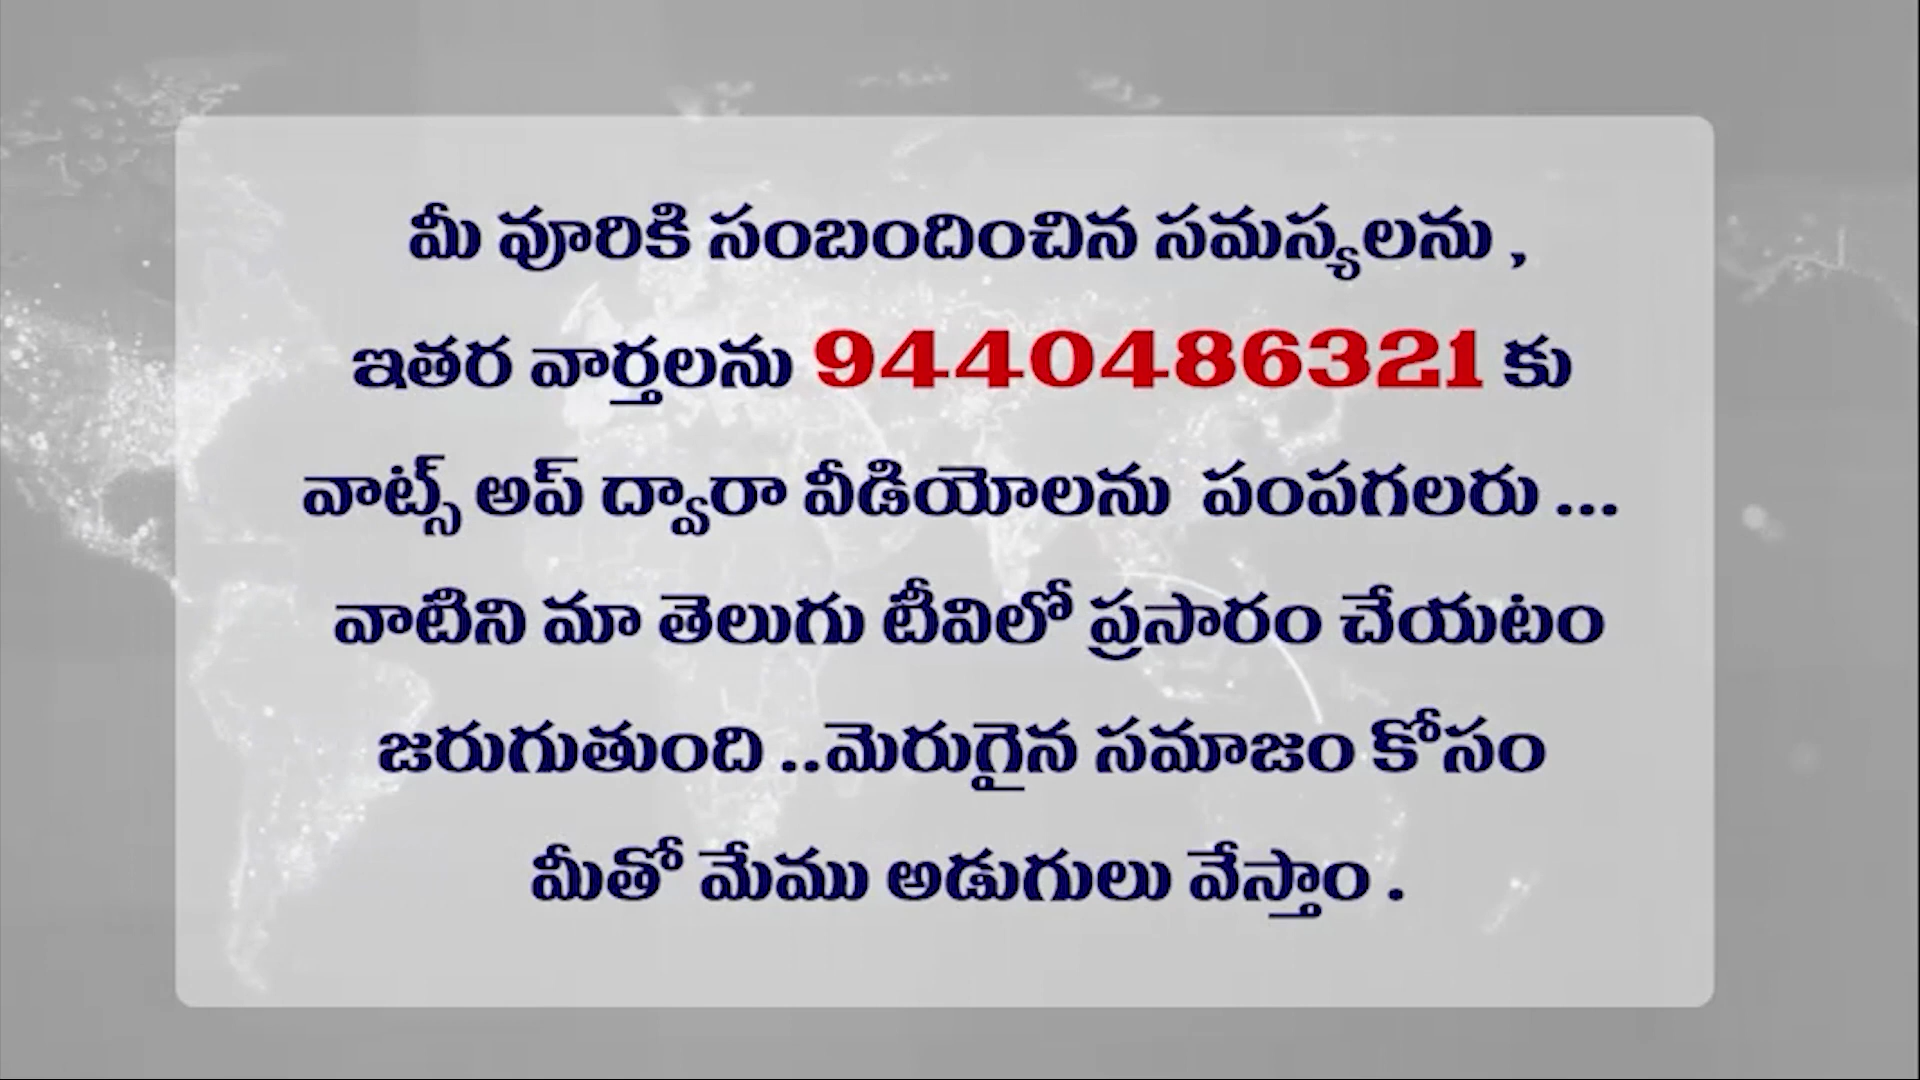 మీ వూరికి సంబందించిన సమస్యలను ,
ఇతర వార్తలను 9440486321 కు
వాట్స్ అప్ ద్వారా వీడియోలను పంపగలరు ...
వాటిని మా తెలుగు టీవిలో ప్రసారం చేయటం
జరుగుతుంది ..మెరుగైన సమాజం కోసం
మీతో మేము అడుగులు వేస్తాం .